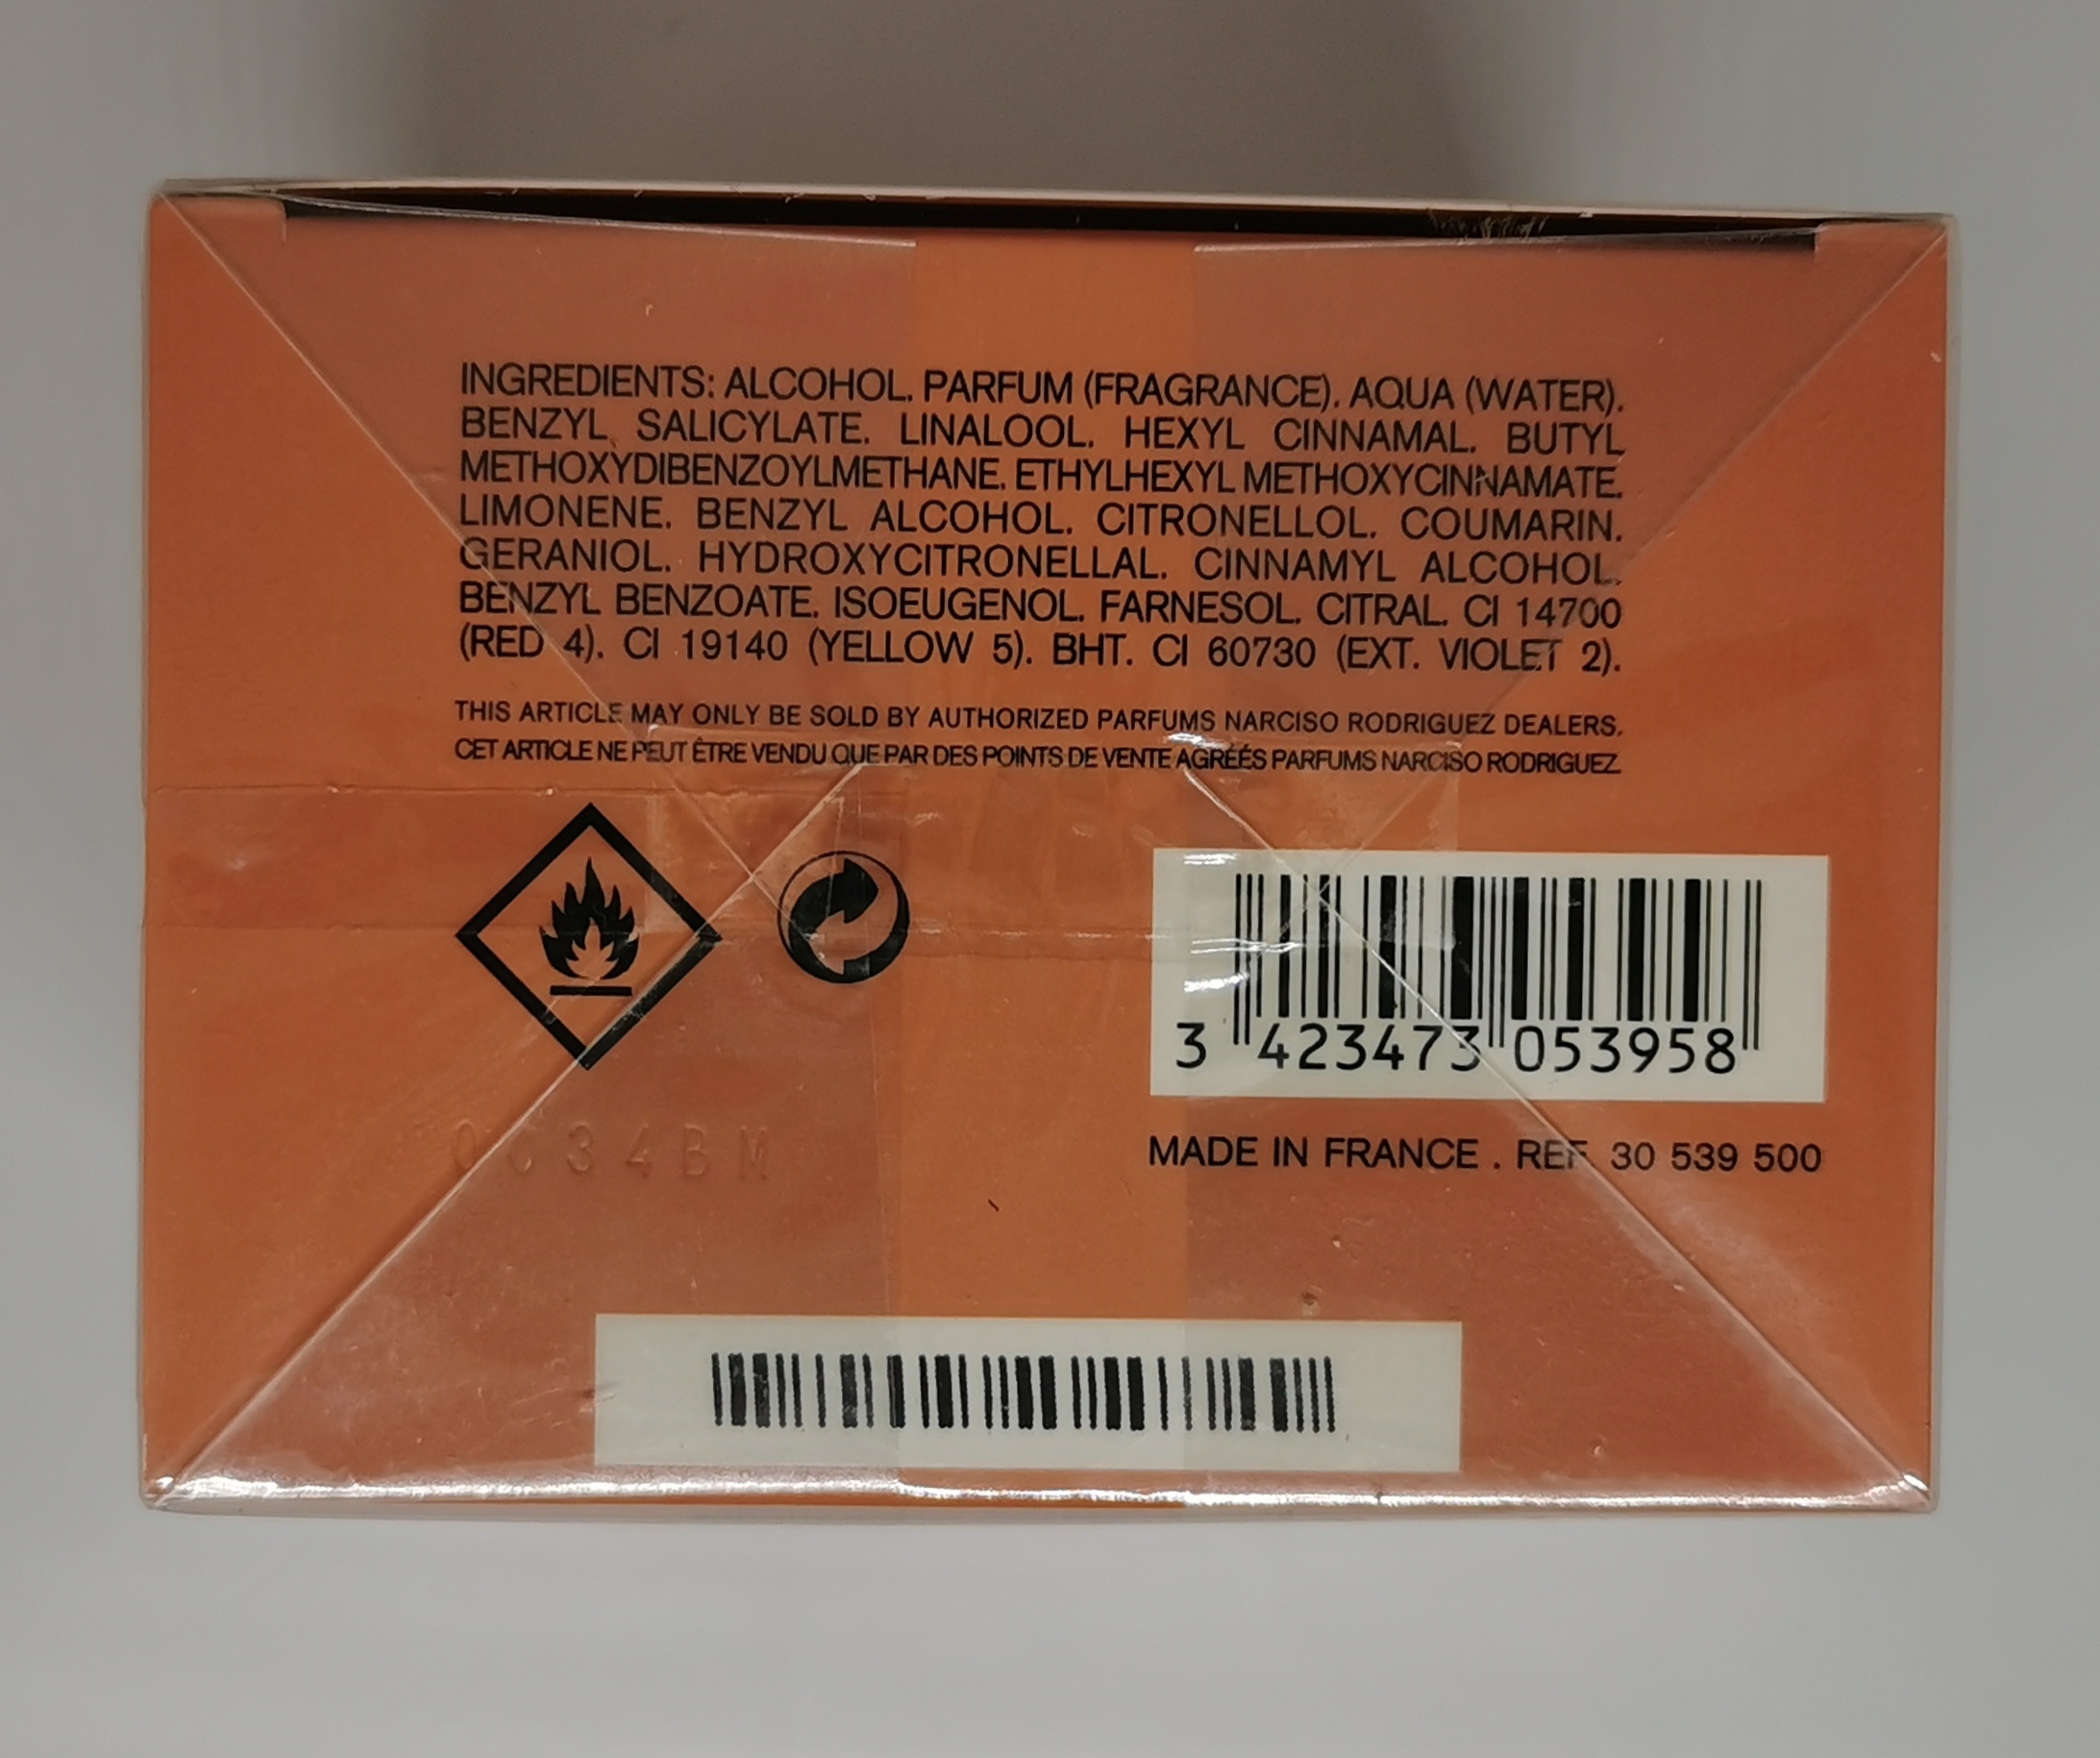 INGREDIENTS: ALCOHOL. PARFUM (FRAGRANCE). AQUA (WATER).
BENZYL SALICYLATE. LINALOOL. HEXYL CINNAMAL. BUTYL
METHOXYDIBENZOYLMETHANE. ETHYLHEXYL METHOXYCINNAMATE.
LIMONENE. BENZYL ALCOHOL. CITRONELLOL. COUMARIN.
GERANIOL. HYDROXYCITRONELLAL. CINNAMYL ALCOHOL.
BENZYL BENZOATE. ISOEUGENOL. FARNESOL. CITRAL. CI 14700
(RED 4). CI 19140 (YELLOW 5). BHT. CI 60730 (EXT. VIOLET 2).
THIS ARTICLE MAY ONLY BE SOLD BY AUTHORIZED PARFUMS NARCISO RODRIGUEZ DEALERS.
CET ARTICLE NE PEUT ÊTRE VENDU QUE PAR DES POINTS DE VENTE AGRÉÉS PARFUMS NARCISO RODRIGUEZ.
3 423473 053958
MADE IN FRANCE . REF 30 539 500